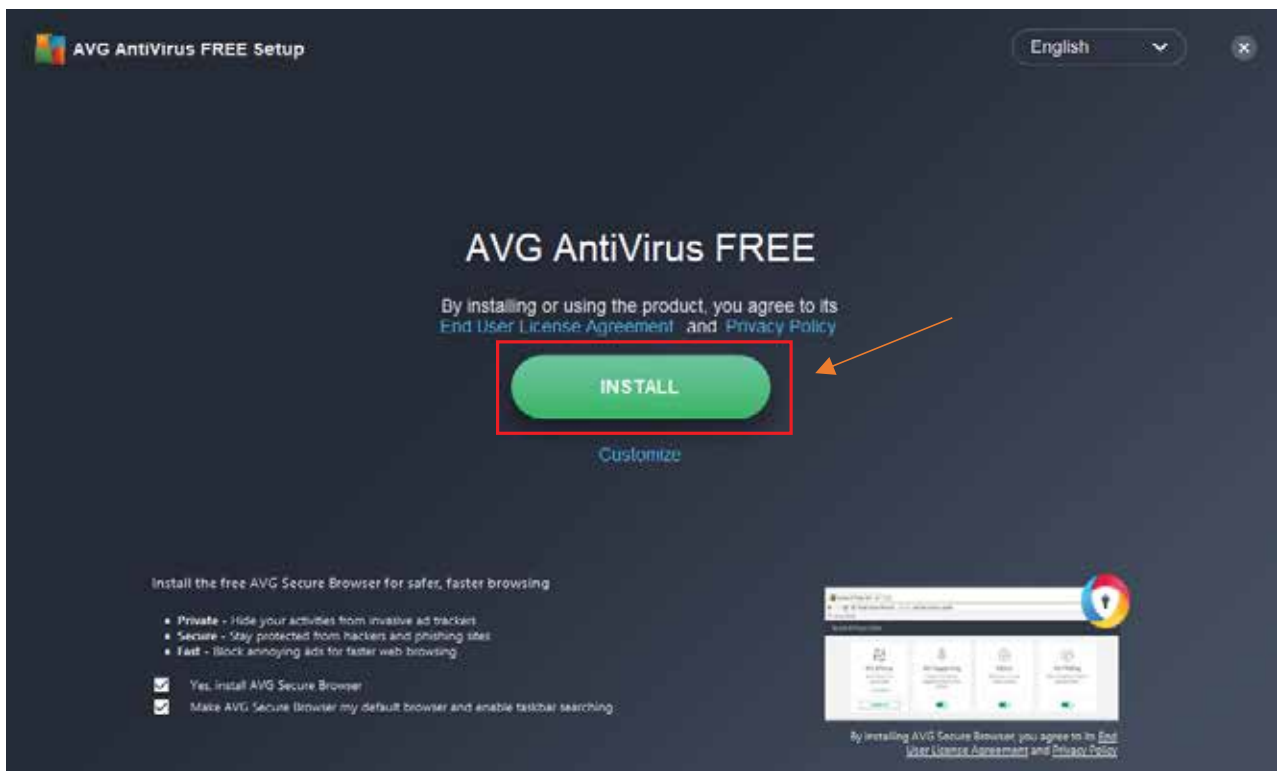 AVG AntiVirus FREE Setup
English
AVG AntiVirus FREE
By installing or using the product, you agree to its
End User License Agreement and Privacy Policy
INSTALL
Customize
Install the free AVG Secure Browser for safer, faster browsing
• Private - Hide your activities from invasive ad trackers
• Secure - Stay protected from hackers and phishing sites
• Fast - Block annoying ads for faster web browsing
Yes, install AVG Secure Browser
Make AVG Secure Browser my default browser and enable taskbar searching
By installing AVG Secure Browser, you agree to its End
User License Agreement and Privacy Policy